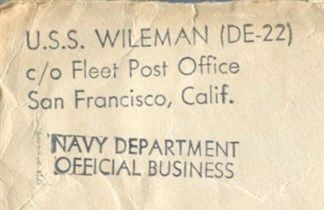 U.S.S. WILEMAN (DE-22)
c/o Fleet Post Office
San Francisco, Calif.
NAVY DEPARTMENT
OFFICIAL BUSINESS